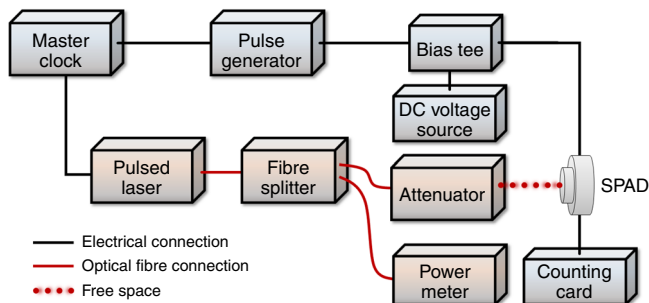 Master
clock
Pulse
generator
Bias tee
DC voltage
source
Pulsed
laser
Fibre
splitter
Attenuator
SPAD
Electrical connection
Optical fibre connection
Free space
Power
meter
Counting
card